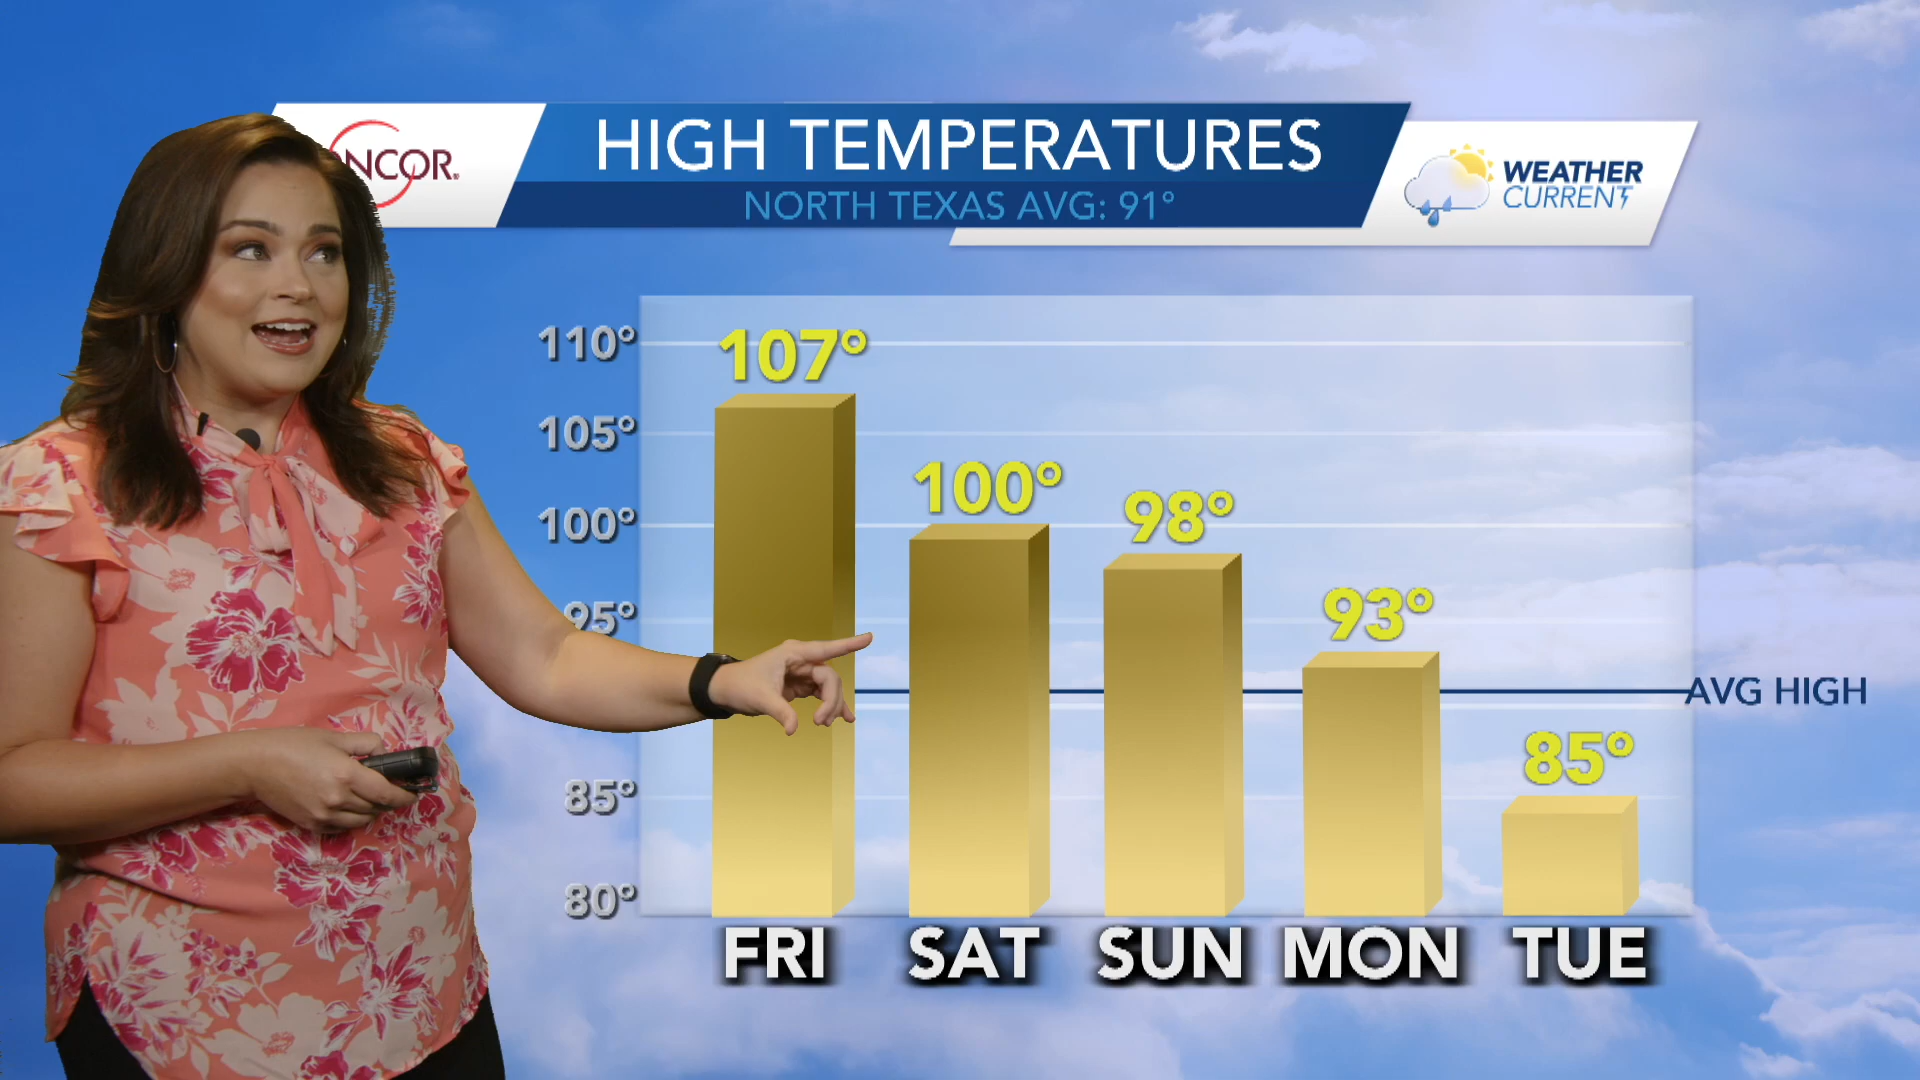 NCOR®
HIGH TEMPERATURES
NORTH TEXAS AVG: 91°
WEATHER
CURRENT
110°
107°
105°
100°
100°
98°
95°
93°
AVG HIGH
85°
85°
80°
FRI SAT SUN MON TUE